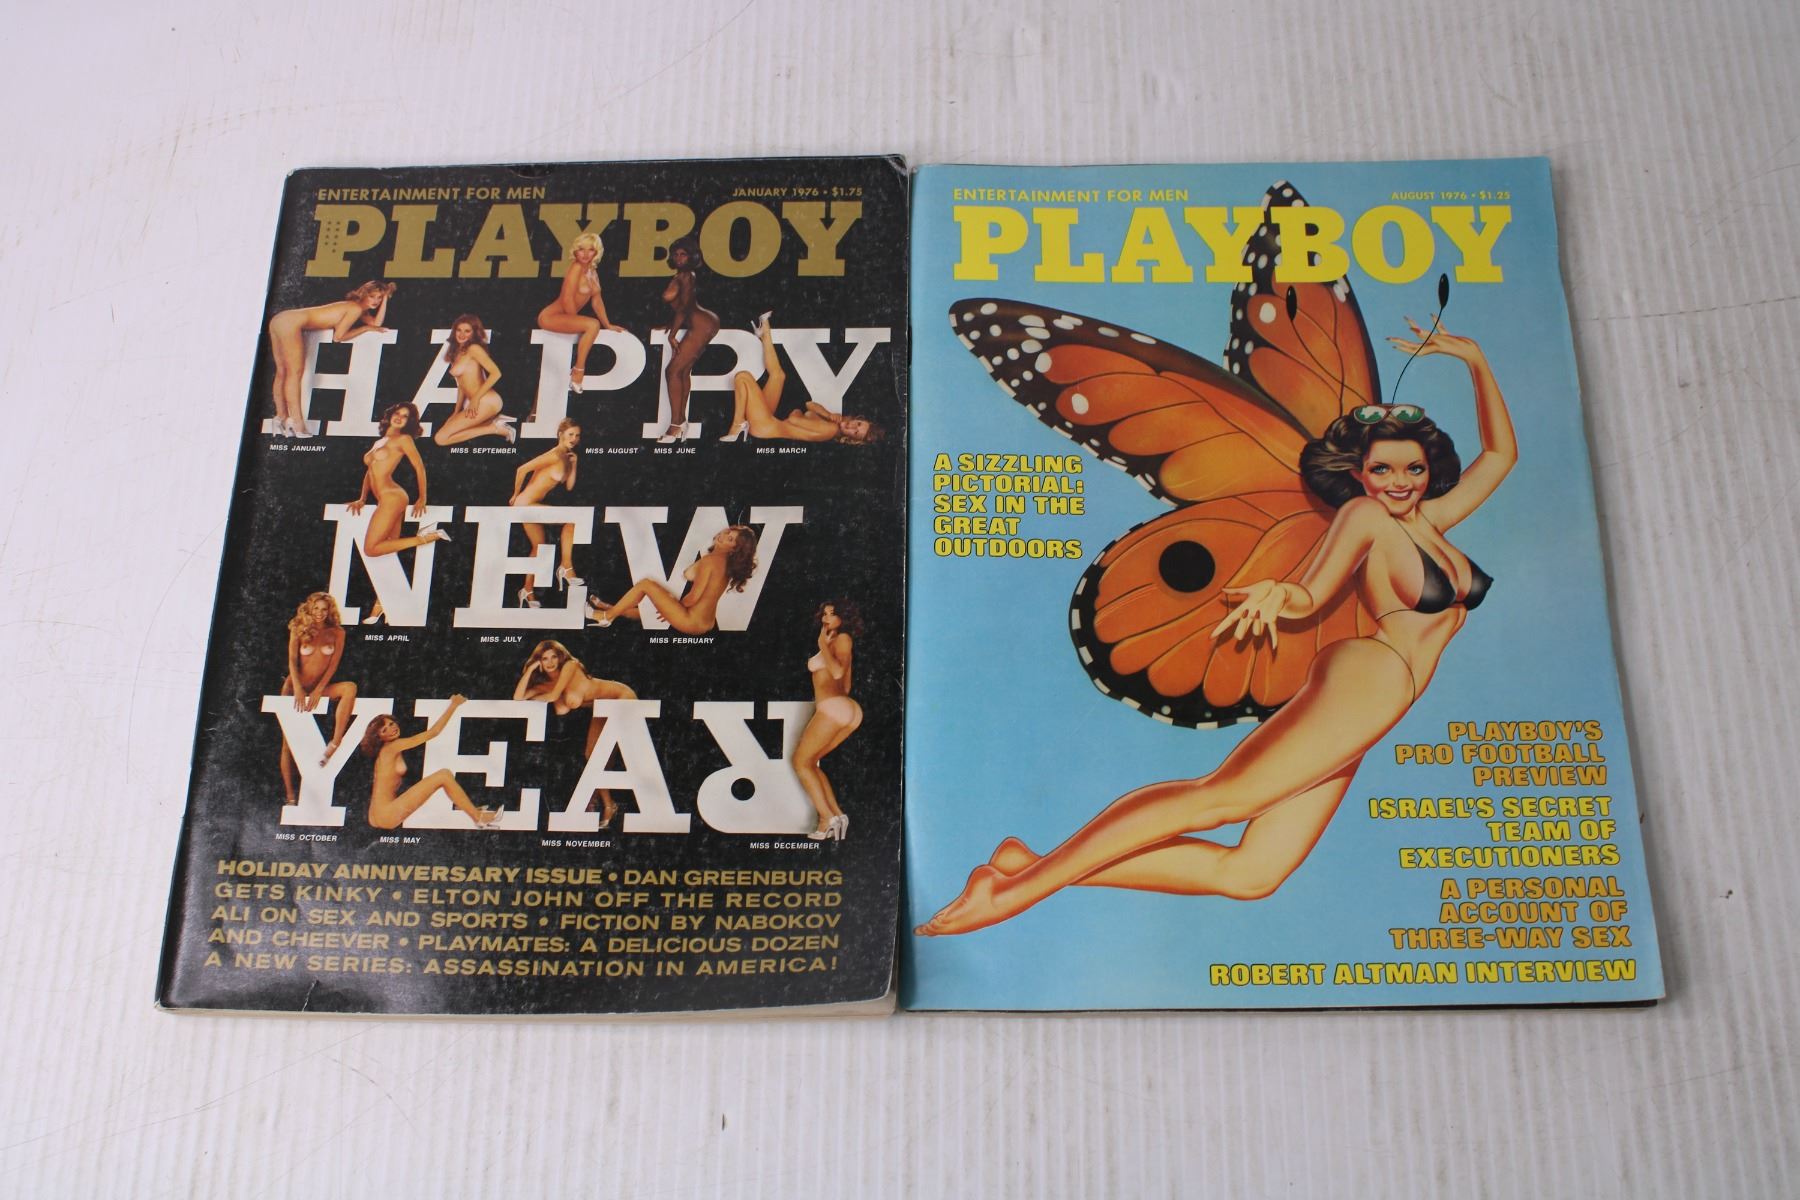 ENTERTAINMENT FOR MEN
JANUARY 1976 • $1.75
PLAYBOY
HAPPY
MISS JANUARY
MISS SEPTEMBER
MISS AUGUST
MISS JUNE
MISS MARCH
NEW
MISS APRIL
MISS JULY
MISS FEBRUARY
YEAR
MISS OCTOBER
MISS MAY
MISS NOVEMBER
MISS DECEMBER
HOLIDAY ANNIVERSARY ISSUE • DAN GREENBURG
GETS KINKY • ELTON JOHN OFF THE RECORD
ALI ON SEX AND SPORTS • FICTION BY NABOKOV
AND CHEEVER • PLAYMATES: A DELICIOUS DOZEN
A NEW SERIES: ASSASSINATION IN AMERICA!
ENTERTAINMENT FOR MEN
AUGUST 1976 • $1.25
PLAYBOY
A SIZZLING
PICTORIAL:
SEX IN THE
GREAT
OUTDOORS
PLAYBOY'S
PRO FOOTBALL
PREVIEW
ISRAEL'S SECRET
TEAM OF
EXECUTIONERS
A PERSONAL
ACCOUNT OF
THREE-WAY SEX
ROBERT ALTMAN INTERVIEW